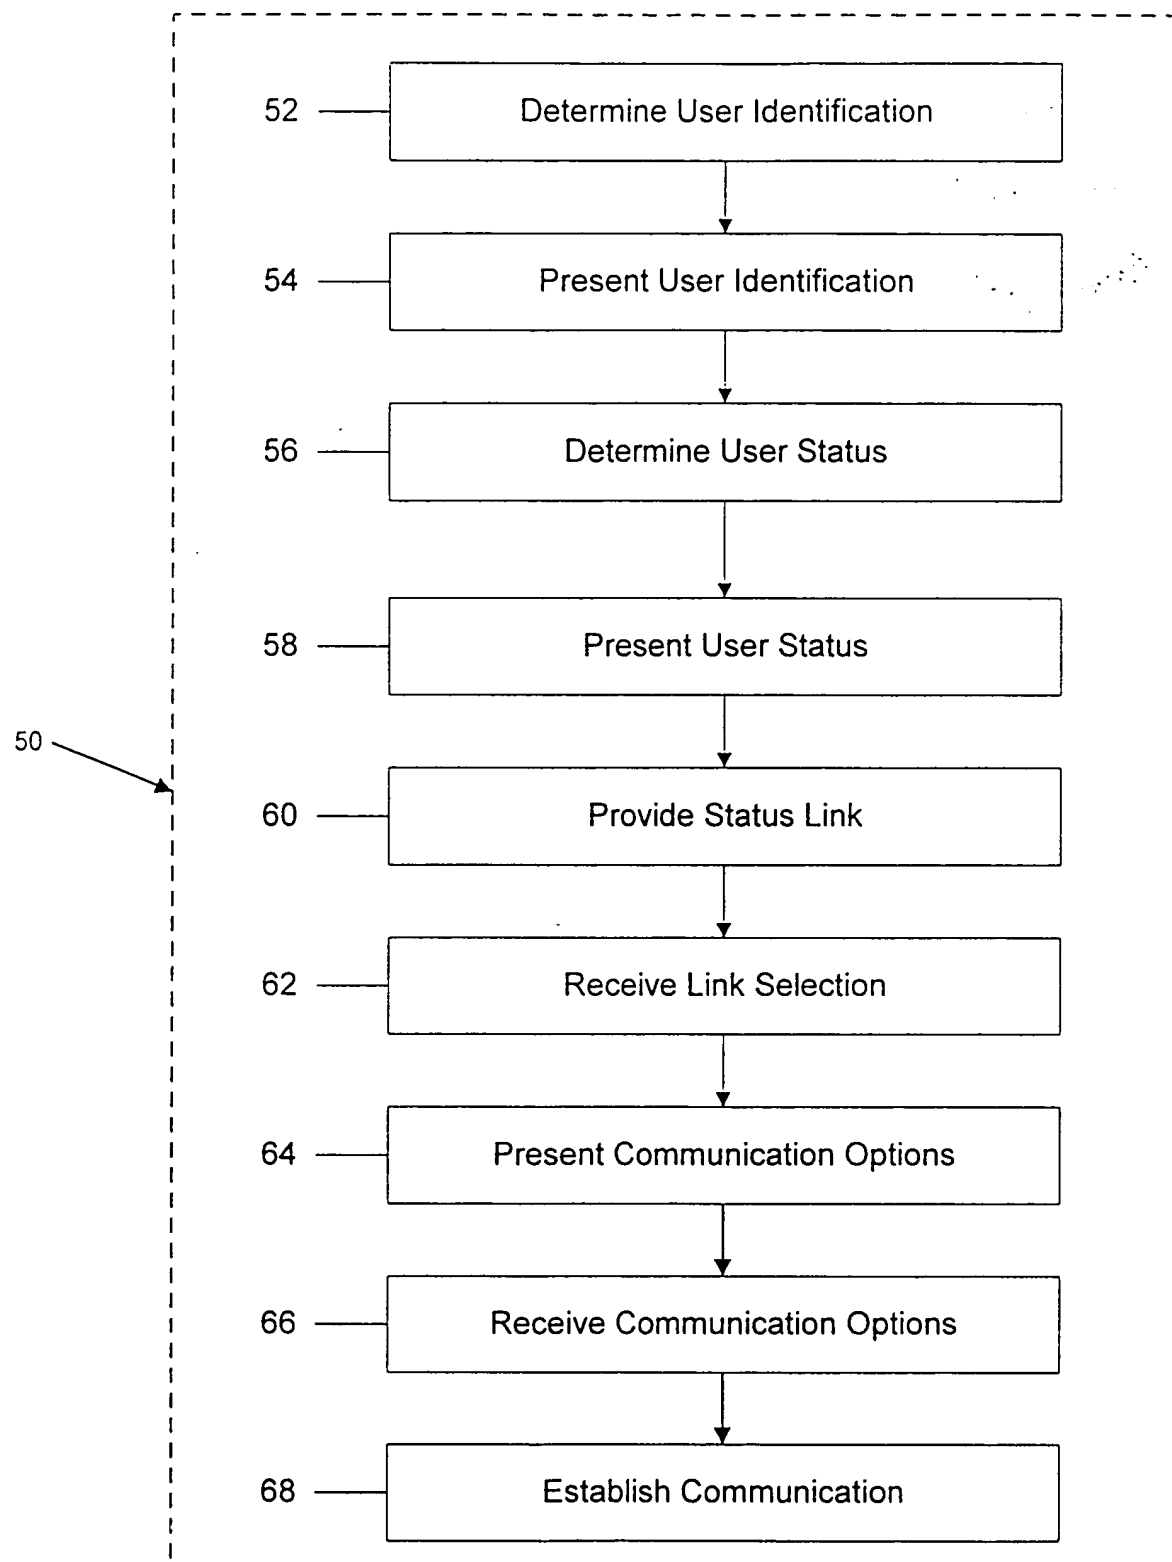 52 Determine User Identification
54 Present User Identification
56 Determine User Status
58 Present User Status
50
60 Provide Status Link
62 Receive Link Selection
64 Present Communication Options
66 Receive Communication Options
68 Establish Communication